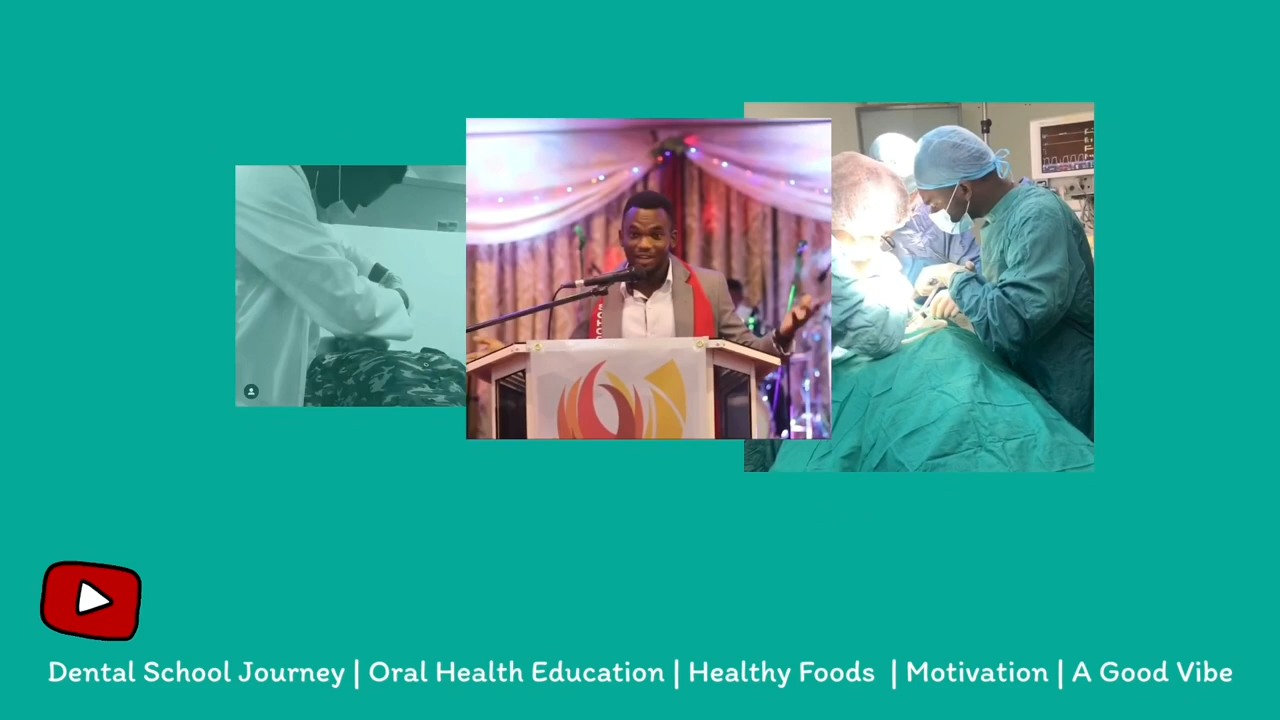 Dental School Journey | Oral Health Education | Healthy Foods | Motivation | A Good Vibe